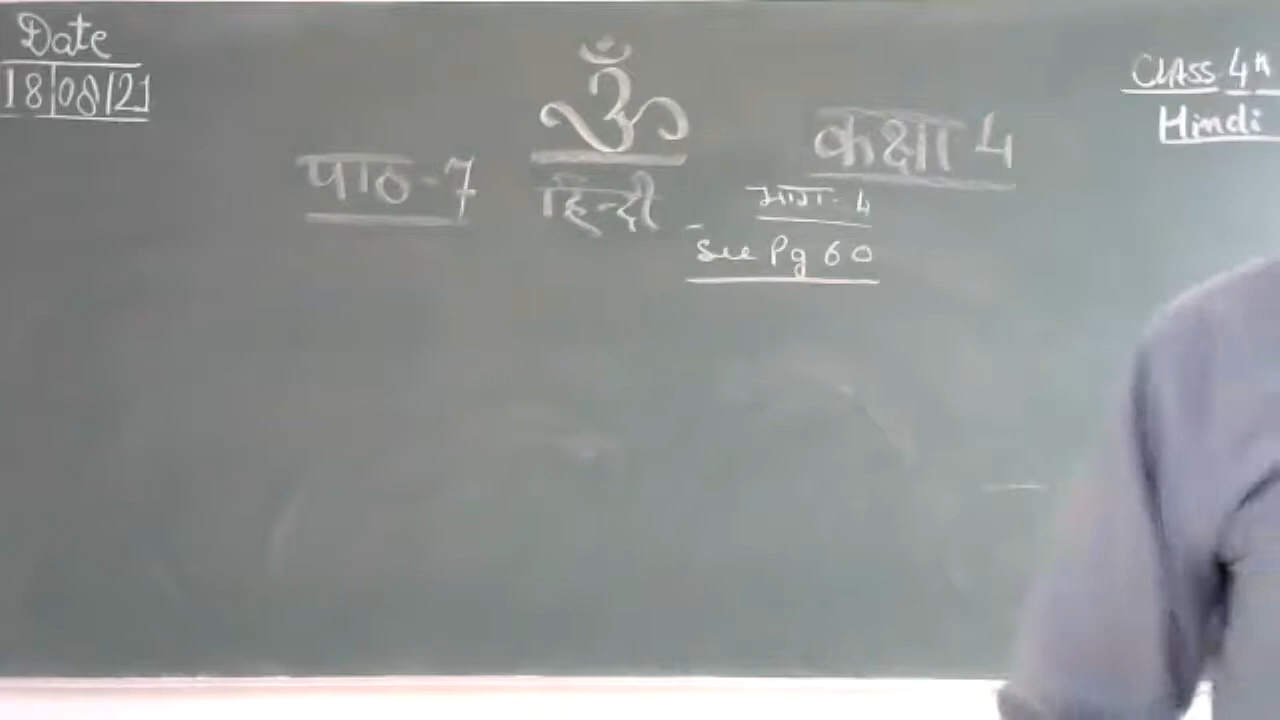 Date
18/08/21
ॐ
पाठ-7
हिन्दी
कक्षा 4
भाग-4
See Pg 60
CLASS 4th
Hindi